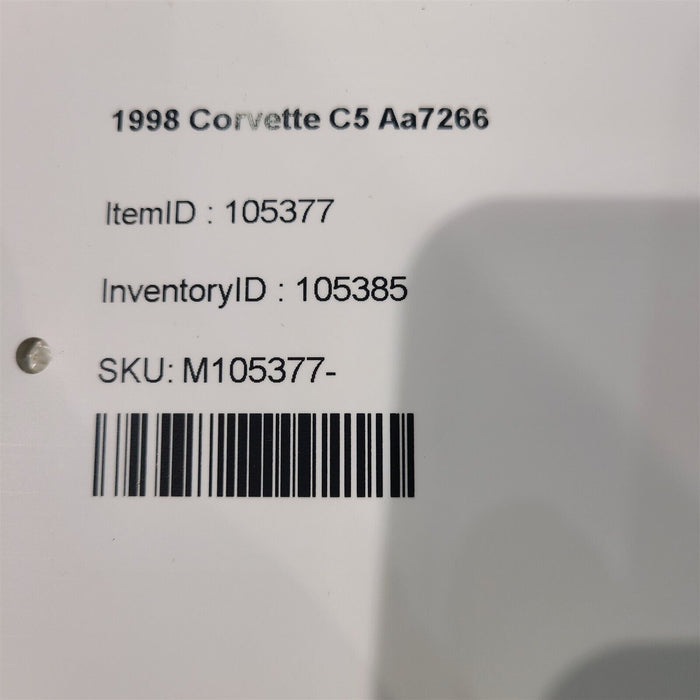 1998 Corvette C5 Aa7266
ItemID : 105377
InventoryID : 105385
SKU: M105377-